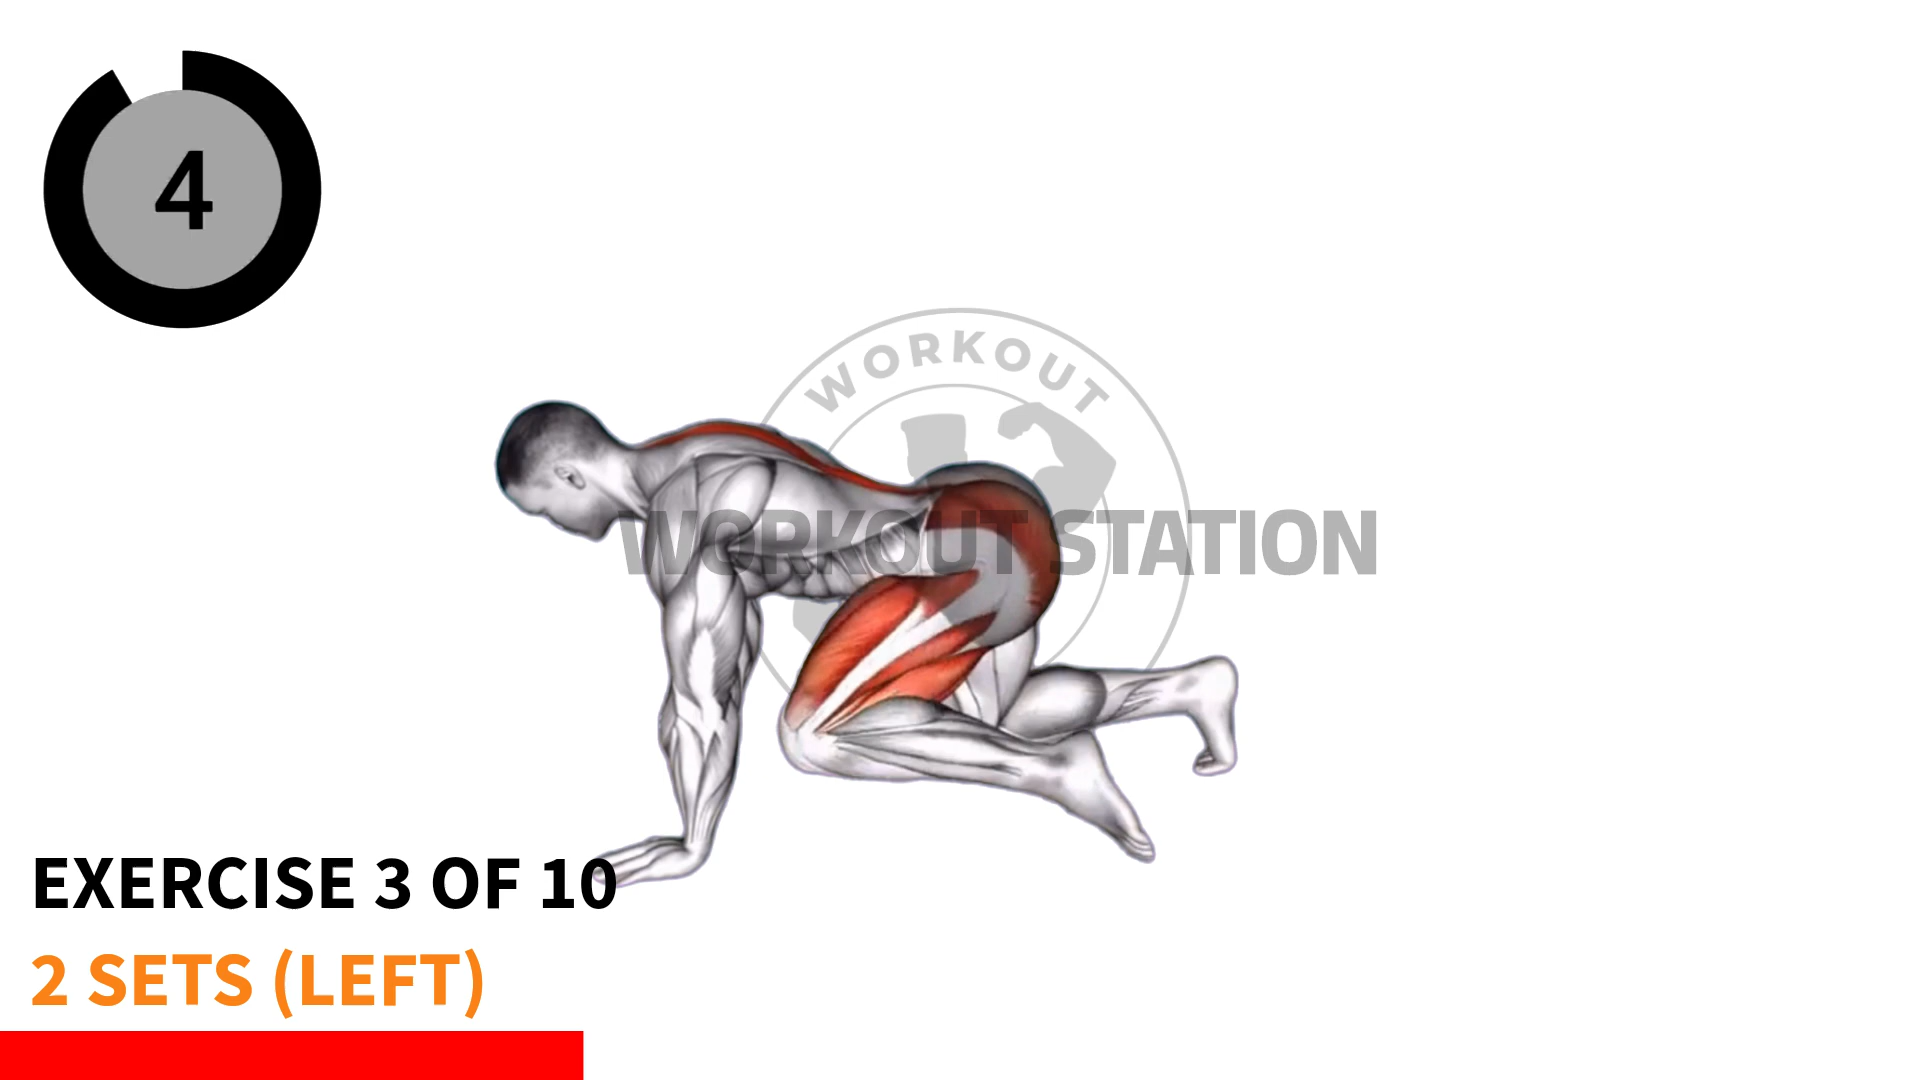 4
WORKOUT
WORKOUT STATION
EXERCISE 3 OF 10
2 SETS (LEFT)